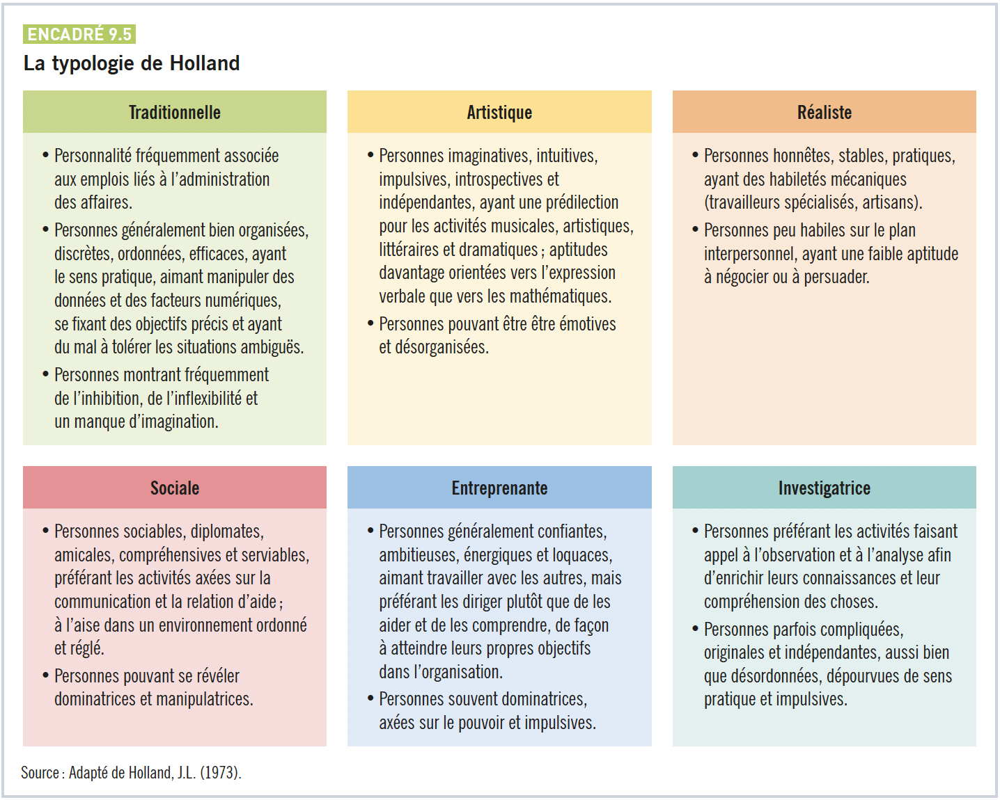 ENCADRÉ 9.5
La typologie de Holland
Traditionnelle
• Personnalité fréquemment associée
aux emplois liés à l’administration
des affaires.
• Personnes généralement bien organisées,
discrètes, ordonnées, efficaces, ayant
le sens pratique, aimant manipuler des
données et des facteurs numériques,
se fixant des objectifs précis et ayant
du mal à tolérer les situations ambiguës.
• Personnes montrant fréquemment
de l’inhibition, de l’inflexibilité et
un manque d’imagination.
Artistique
• Personnes imaginatives, intuitives,
impulsives, introspectives et
indépendantes, ayant une prédilection
pour les activités musicales, artistiques,
littéraires et dramatiques ; aptitudes
davantage orientées vers l’expression
verbale que vers les mathématiques.
• Personnes pouvant être être émotives
et désorganisées.
Réaliste
• Personnes honnêtes, stables, pratiques,
ayant des habiletés mécaniques
(travailleurs spécialisés, artisans).
• Personnes peu habiles sur le plan
interpersonnel, ayant une faible aptitude
à négocier ou à persuader.
Sociale
• Personnes sociables, diplomates,
amicales, compréhensives et serviables,
préférant les activités axées sur la
communication et la relation d’aide ;
à l’aise dans un environnement ordonné
et réglé.
• Personnes pouvant se révéler
dominatrices et manipulatrices.
Entreprenante
• Personnes généralement confiantes,
ambitieuses, énergiques et loquaces,
aimant travailler avec les autres, mais
préférant les diriger plutôt que de les
aider et de les comprendre, de façon
à atteindre leurs propres objectifs
dans l’organisation.
• Personnes souvent dominatrices,
axées sur le pouvoir et impulsives.
Investigatrice
• Personnes préférant les activités faisant
appel à l’observation et à l’analyse afin
d’enrichir leurs connaissances et leur
compréhension des choses.
• Personnes parfois compliquées,
originales et indépendantes, aussi bien
que désordonnées, dépourvues de sens
pratique et impulsives.
Source : Adapté de Holland, J.L. (1973).